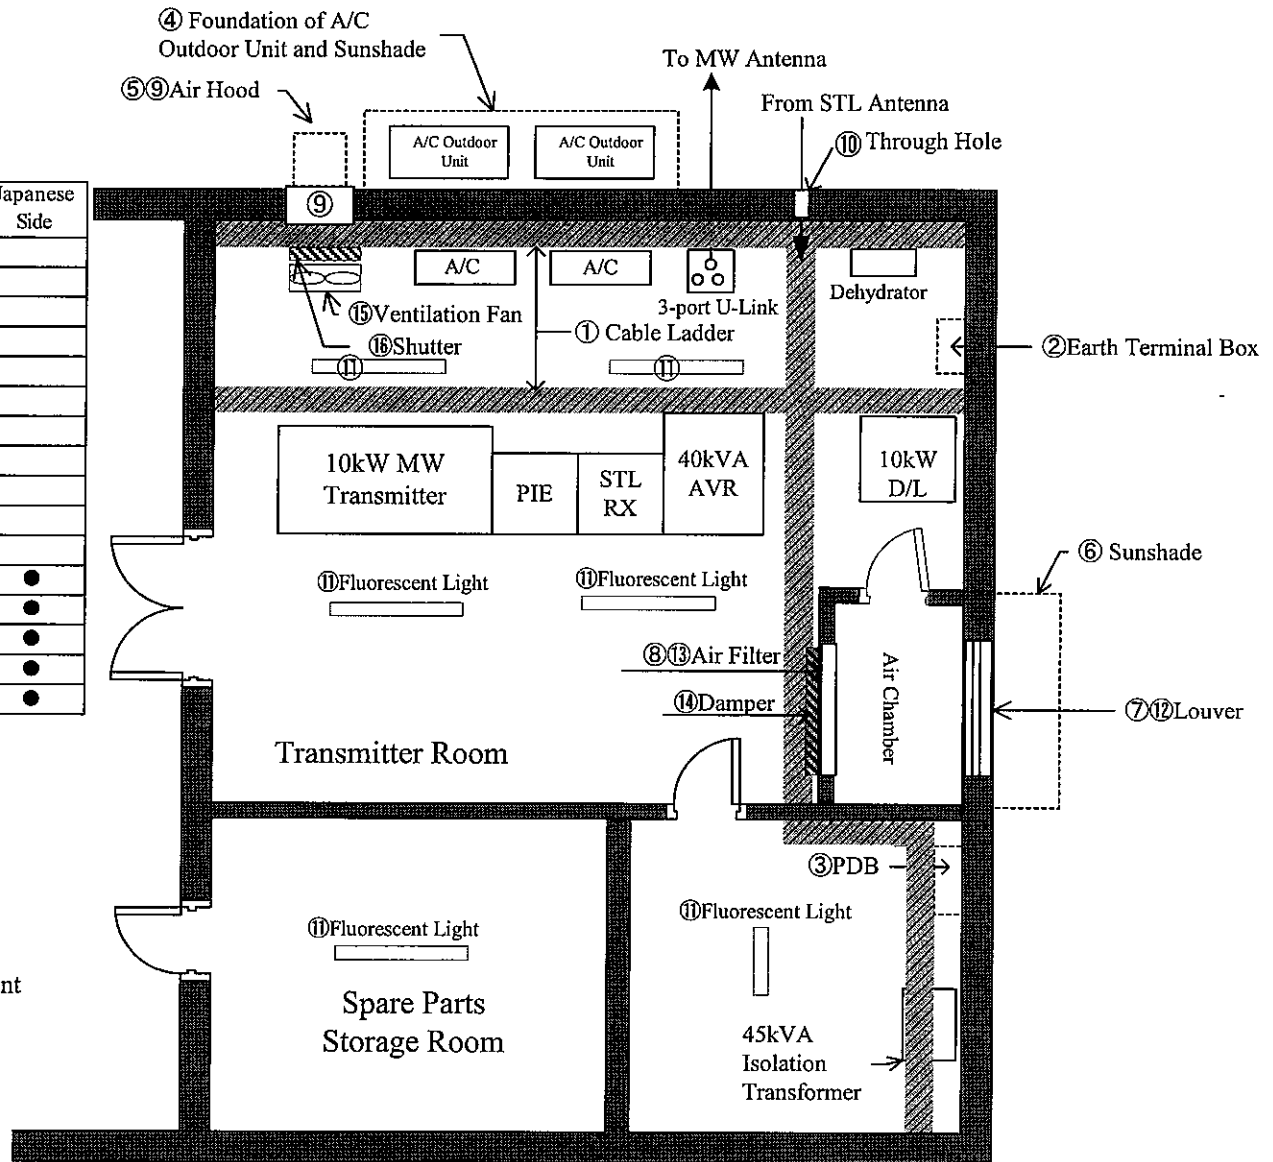 ④ Foundation of A/C
Outdoor Unit and Sunshade
⑤⑨Air Hood
To MW Antenna
From STL Antenna
⑩ Through Hole
A/C Outdoor
Unit
A/C Outdoor
Unit
Japanese
Side
⑨
A/C
A/C
3-port U-Link
Dehydrator
⑮Ventilation Fan
⑯Shutter
① Cable Ladder
②Earth Terminal Box
⑪
⑪
10kW MW
Transmitter
PIE
STL
RX
40kVA
AVR
10kW
D/L
⑥ Sunshade
⑪Fluorescent Light
⑪Fluorescent Light
⑧⑬Air Filter
⑭Damper
Air Chamber
⑦⑫Louver
Transmitter Room
③PDB
⑪Fluorescent Light
⑪Fluorescent Light
nt
Spare Parts
Storage Room
45kVA
Isolation
Transformer